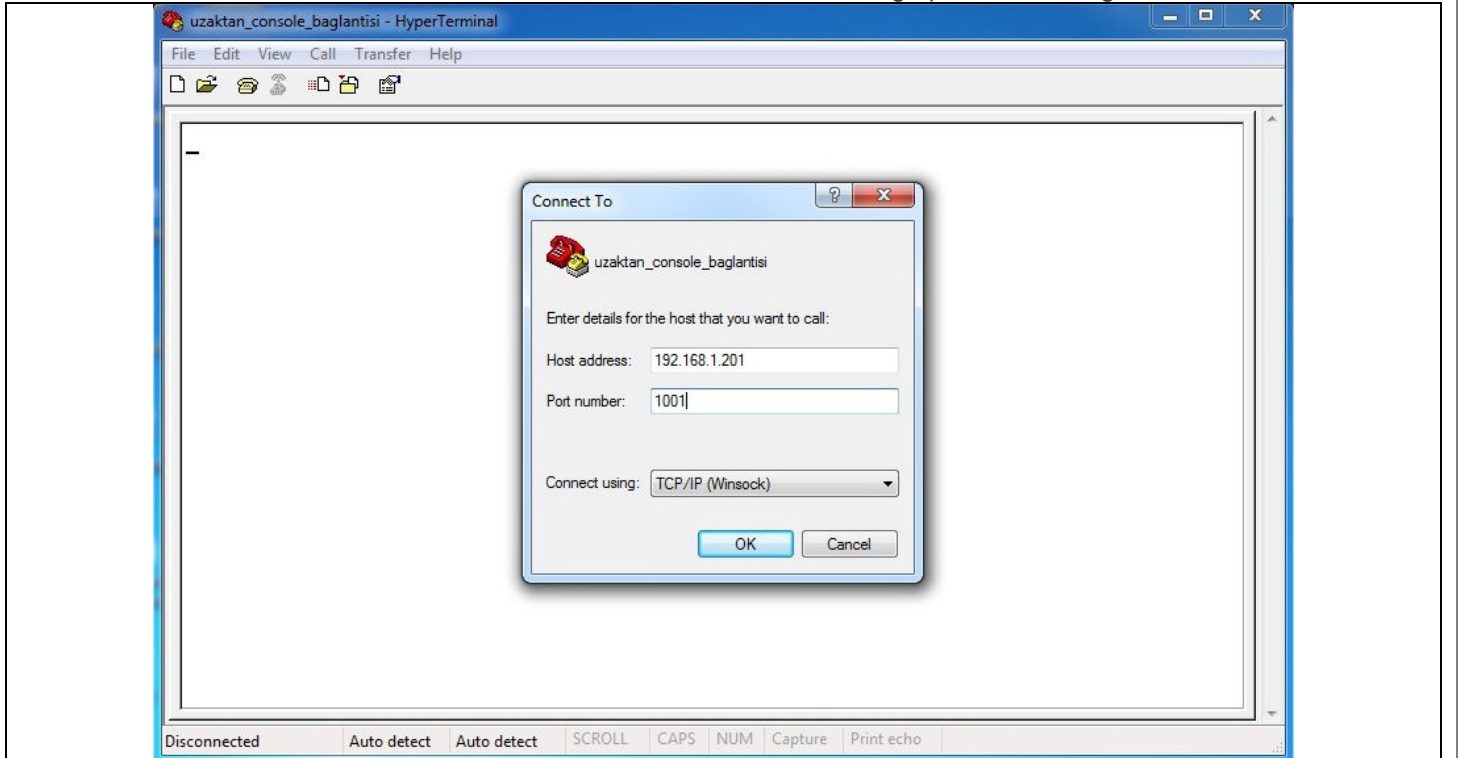 uzaktan_console_baglantisi - HyperTerminal
File Edit View Call Transfer Help
Connect To
uzaktan_console_baglantisi
Enter details for the host that you want to call:
Host address: 192.168.1.201
Port number: 1001
Connect using: TCP/IP (Winsock)
OK Cancel
Disconnected Auto detect Auto detect SCROLL CAPS NUM Capture Print echo